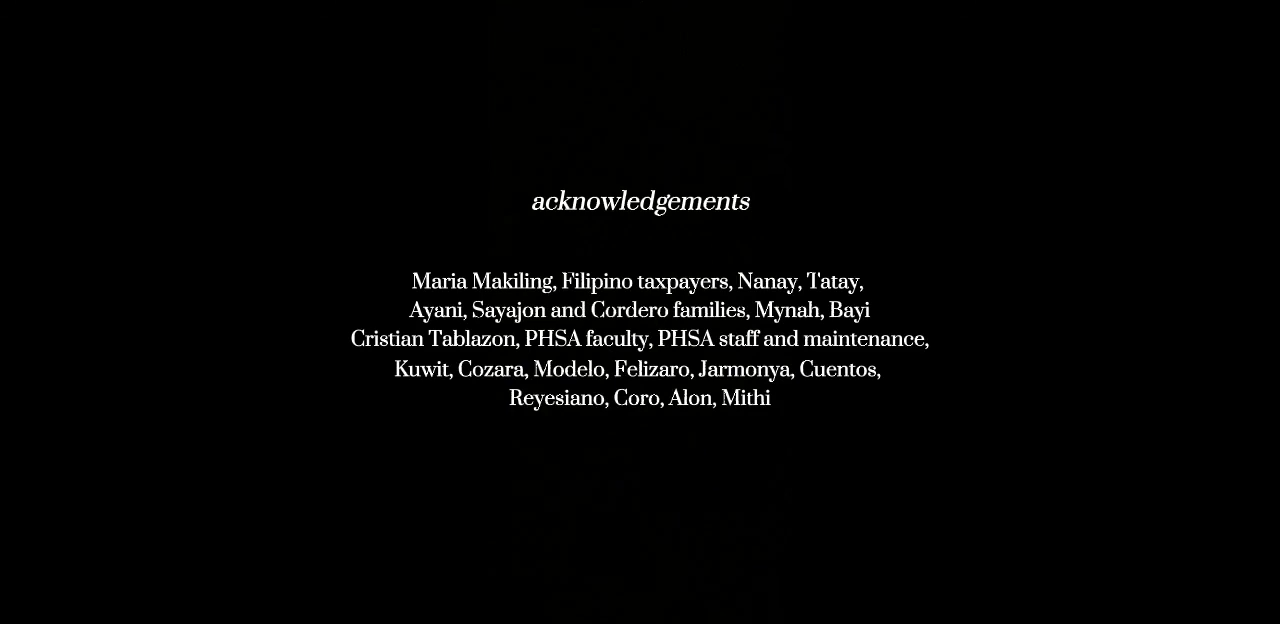 acknowledgements
Maria Makiling, Filipino taxpayers, Nanay, Tatay,
Ayani, Sayajon and Cordero families, Mynah, Bayi
Cristian Tablazon, PHSA faculty, PHSA staff and maintenance,
Kuwit, Cozara, Modelo, Felizaro, Jarmonya, Cuentos,
Reyesiano, Coro, Alon, Mithi